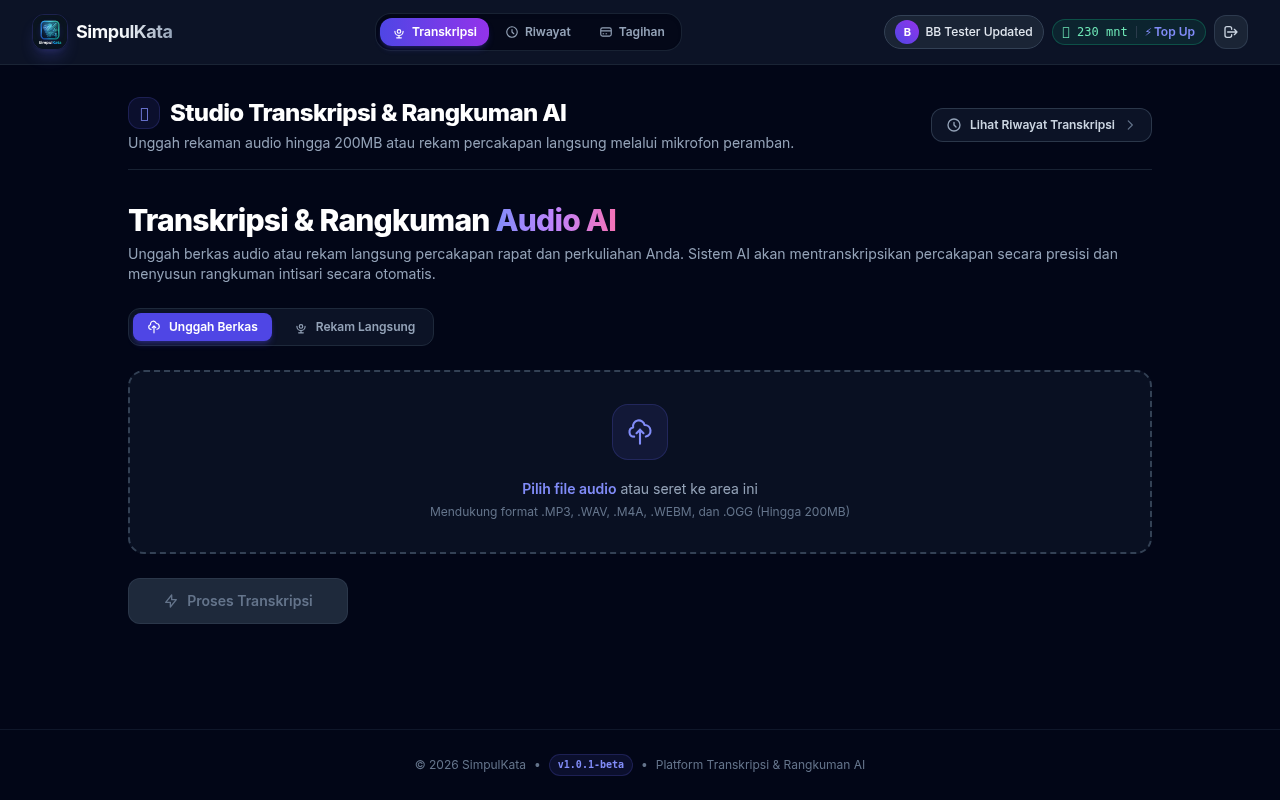 SimpulKata
Transkripsi
Riwayat
Tagihan
B
BB Tester Updated
230 mnt
Top Up
Studio Transkripsi & Rangkuman AI
Unggah rekaman audio hingga 200MB atau rekam percakapan langsung melalui mikrofon peramban.
Lihat Riwayat Transkripsi
Transkripsi & Rangkuman Audio AI
Unggah berkas audio atau rekam langsung percakapan rapat dan perkuliahan Anda. Sistem AI akan mentranskripsikan percakapan secara presisi dan
menyusun rangkuman intisari secara otomatis.
Unggah Berkas
Rekam Langsung
Pilih file audio atau seret ke area ini
Mendukung format .MP3, .WAV, .M4A, .WEBM, dan .OGG (Hingga 200MB)
Proses Transkripsi
© 2026 SimpulKata • v1.0.1-beta • Platform Transkripsi & Rangkuman AI